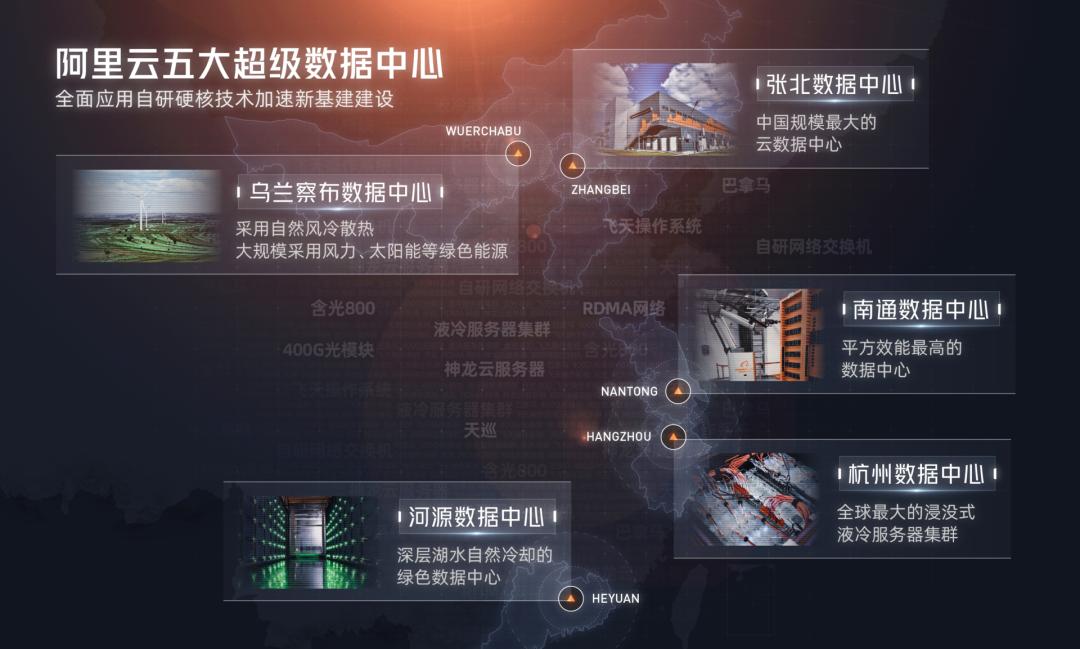 阿里云五大超级数据中心
全面应用自研硬核技术加速新基建建设
WUERCHABU
ZHANGBEI
张北数据中心
中国规模最大的
云数据中心
乌兰察布数据中心
采用自然风冷散热
大规模采用风力、太阳能等绿色能源
巴拿马
飞天操作系统
自研网络交换机
自研网络交换机
含光800
RDMA网络
液冷服务器集群
400G光模块
含光800
神龙云服务器
飞天操作系统
液冷服务器集群
天巡
自研网络交换机
含光800
南通数据中心
平方效能最高的
数据中心
NANTONG
HANGZHOU
杭州数据中心
全球最大的浸没式
液冷服务器集群
河源数据中心
深层湖水自然冷却的
绿色数据中心
HEYUAN